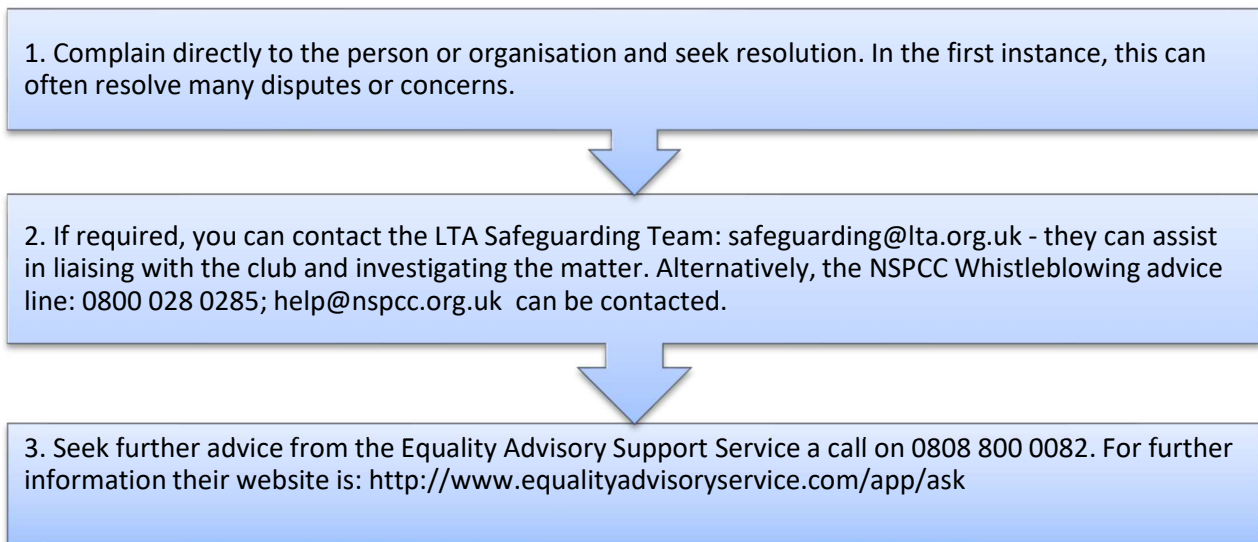 1. Complain directly to the person or organisation and seek resolution. In the first instance, this can
often resolve many disputes or concerns.
2. If required, you can contact the LTA Safeguarding Team: safeguarding@lta.org.uk - they can assist
in liaising with the club and investigating the matter. Alternatively, the NSPCC Whistleblowing advice
line: 0800 028 0285; help@nspcc.org.uk  can be contacted.
3. Seek further advice from the Equality Advisory Support Service a call on 0808 800 0082. For further
information their website is: http://www.equalityadvisoryservice.com/app/ask